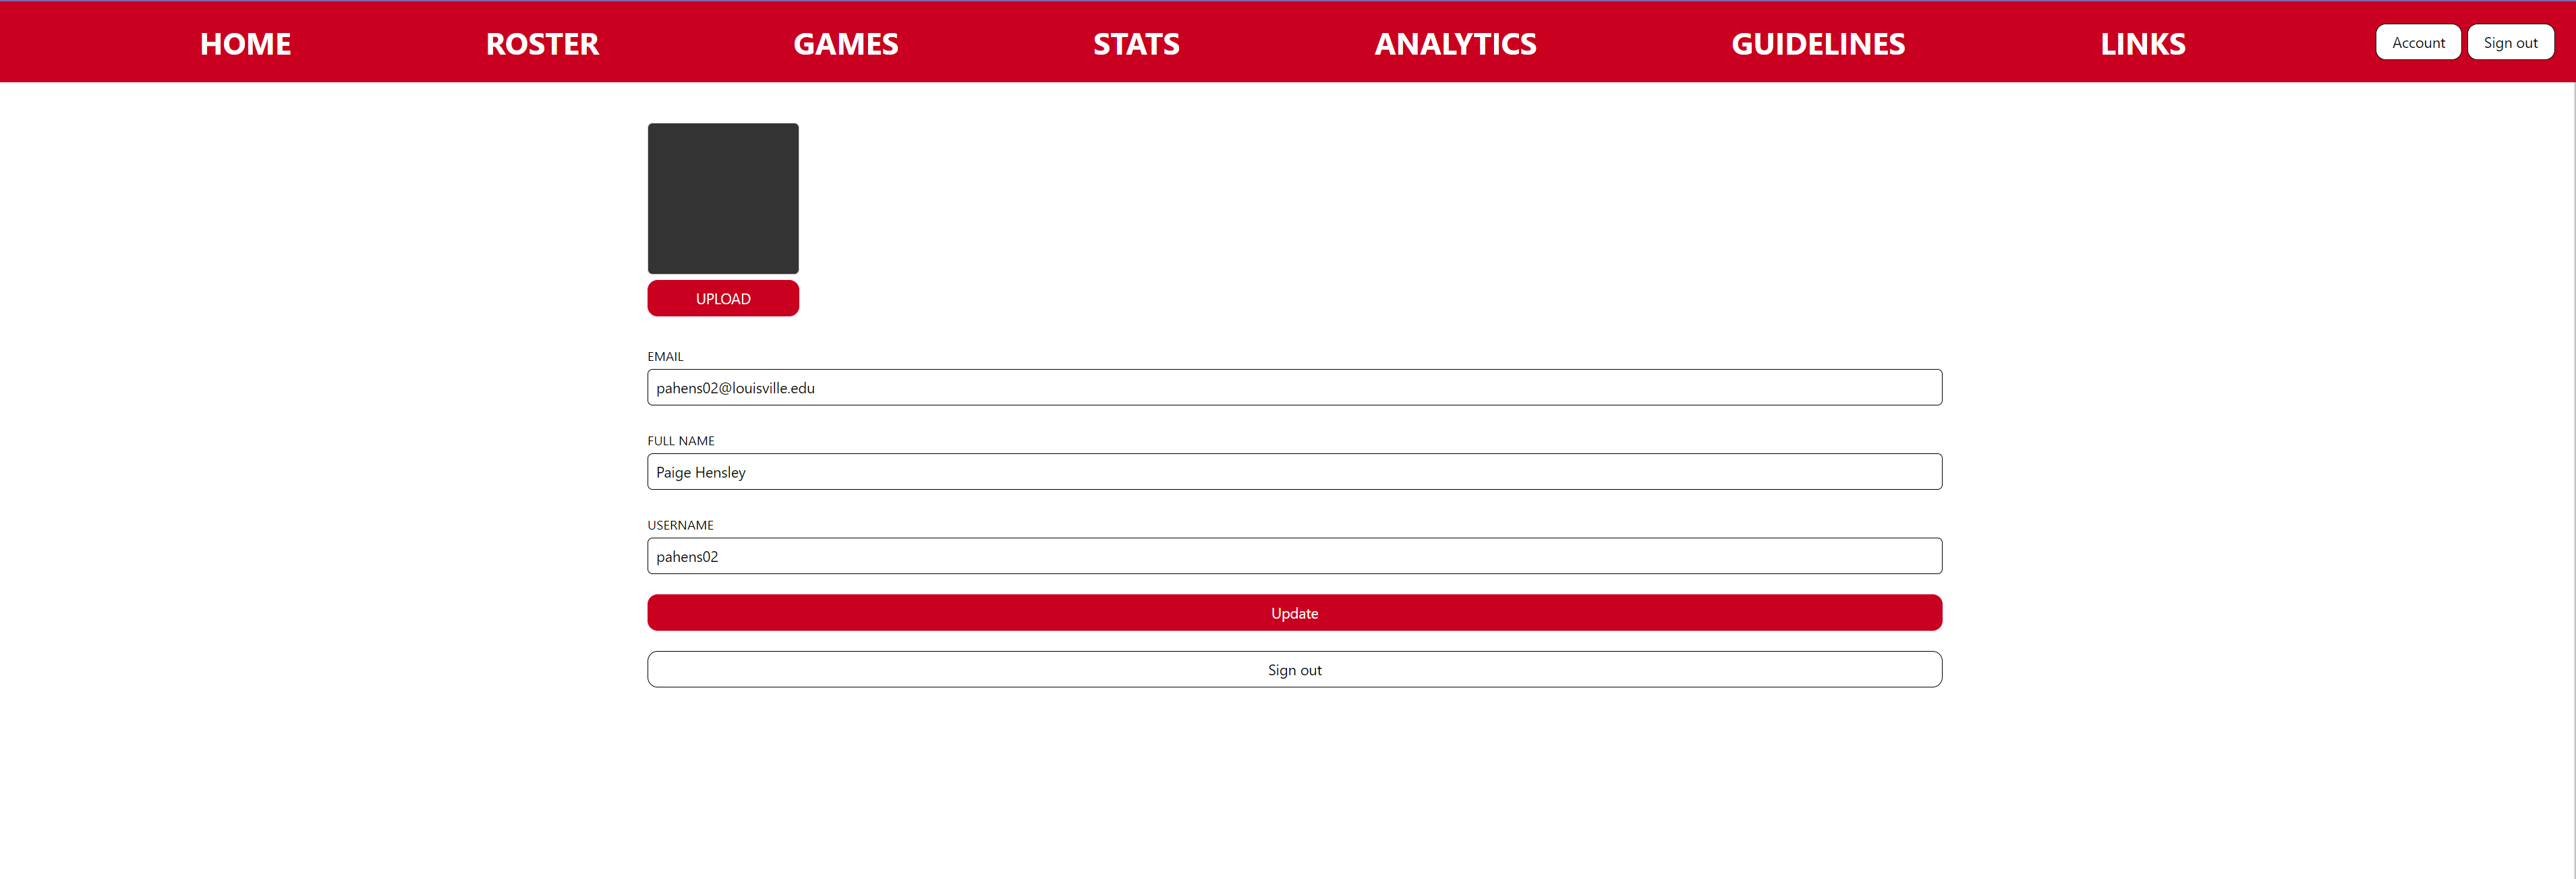 HOME ROSTER GAMES STATS ANALYTICS GUIDELINES LINKS Account Sign out
UPLOAD
EMAIL
pahens02@louisville.edu
FULL NAME
Paige Hensley
USERNAME
pahens02
Update
Sign out